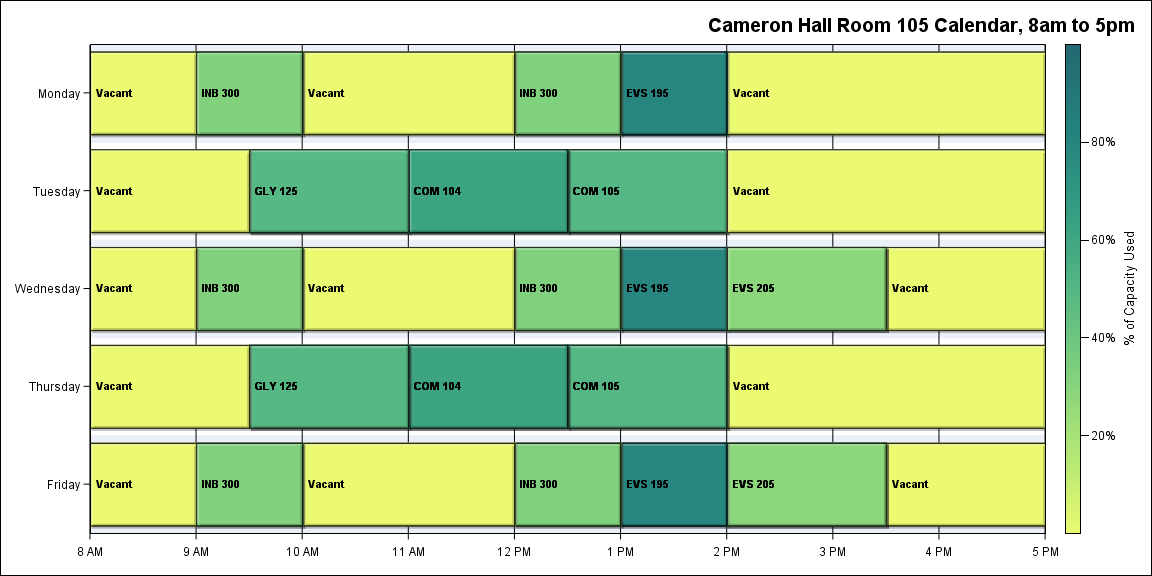 Cameron Hall Room 105 Calendar, 8am to 5pm
Monday Vacant INB 300 Vacant INB 300 EVS 195 Vacant
Tuesday Vacant GLY 125 COM 104 COM 105 Vacant
Wednesday Vacant INB 300 Vacant INB 300 EVS 195 EVS 205 Vacant
Thursday Vacant GLY 125 COM 104 COM 105 Vacant
Friday Vacant INB 300 Vacant INB 300 EVS 195 EVS 205 Vacant
8 AM 9 AM 10 AM 11 AM 12 PM 1 PM 2 PM 3 PM 4 PM 5 PM
80%
60%
40%
20%
% of Capacity Used